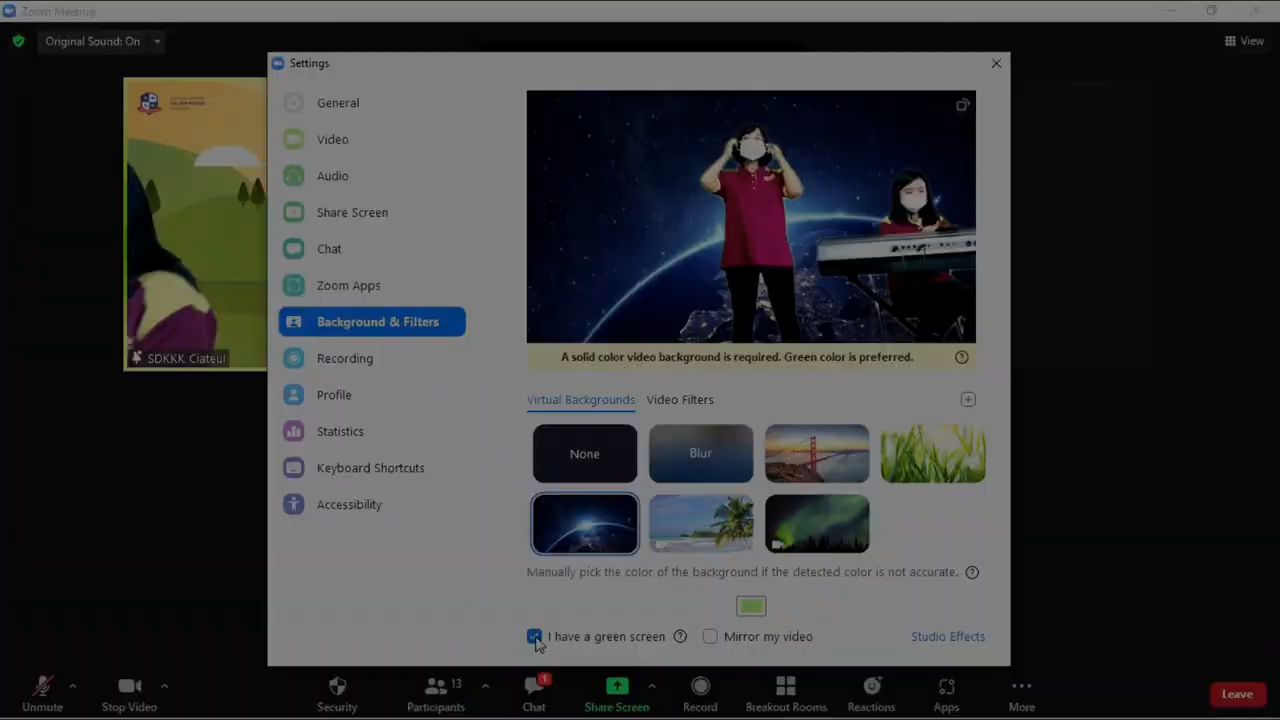 Zoom Meeting
Original Sound: On
View
Settings
General
Video
Audio
Share Screen
Chat
Zoom Apps
Background & Filters
Recording
Profile
Statistics
Keyboard Shortcuts
Accessibility
SDKKK Ciateul
A solid color video background is required. Green color is preferred.
Virtual Backgrounds
Video Filters
None
Blur
Manually pick the color of the background if the detected color is not accurate.
I have a green screen
Mirror my video
Studio Effects
Unmute
Stop Video
Security
13
Participants
1
Chat
Share Screen
Record
Breakout Rooms
Reactions
Apps
More
Leave